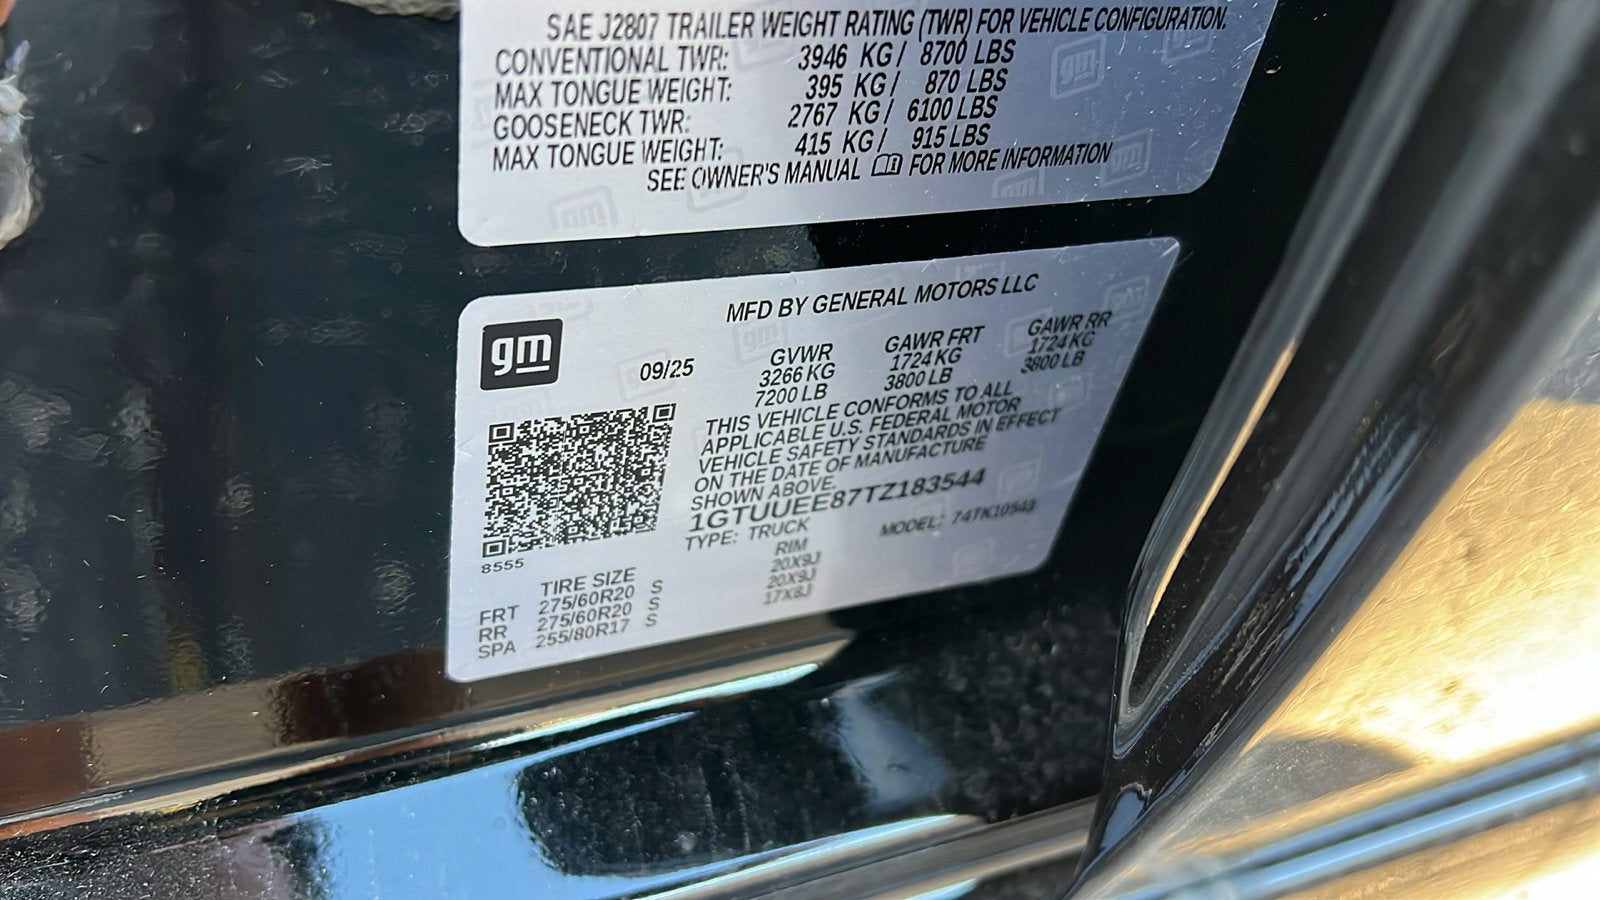 SAE J2807 TRAILER WEIGHT RATING (TWR) FOR VEHICLE CONFIGURATION.
CONVENTIONAL TWR: 3946 KG / 8700 LBS
MAX TONGUE WEIGHT: 395 KG / 870 LBS
GOOSENECK TWR: 2767 KG / 6100 LBS
MAX TONGUE WEIGHT: 415 KG / 915 LBS
SEE OWNER'S MANUAL FOR MORE INFORMATION
MFD BY GENERAL MOTORS LLC
gm
09/25
GVWR GAWR FRT GAWR RR
3266 KG 1724 KG 1724 KG
7200 LB 3800 LB 3800 LB
THIS VEHICLE CONFORMS TO ALL
APPLICABLE U.S. FEDERAL MOTOR
VEHICLE SAFETY STANDARDS IN EFFECT
ON THE DATE OF MANUFACTURE
SHOWN ABOVE.
1GTUUEE87TZ183544
TYPE: TRUCK MODEL: 74TK10543
8555
TIRE SIZE RIM
FRT 275/60R20 S 20X9J
RR 275/60R20 S 20X9J
SPA 255/80R17 S 17X8J